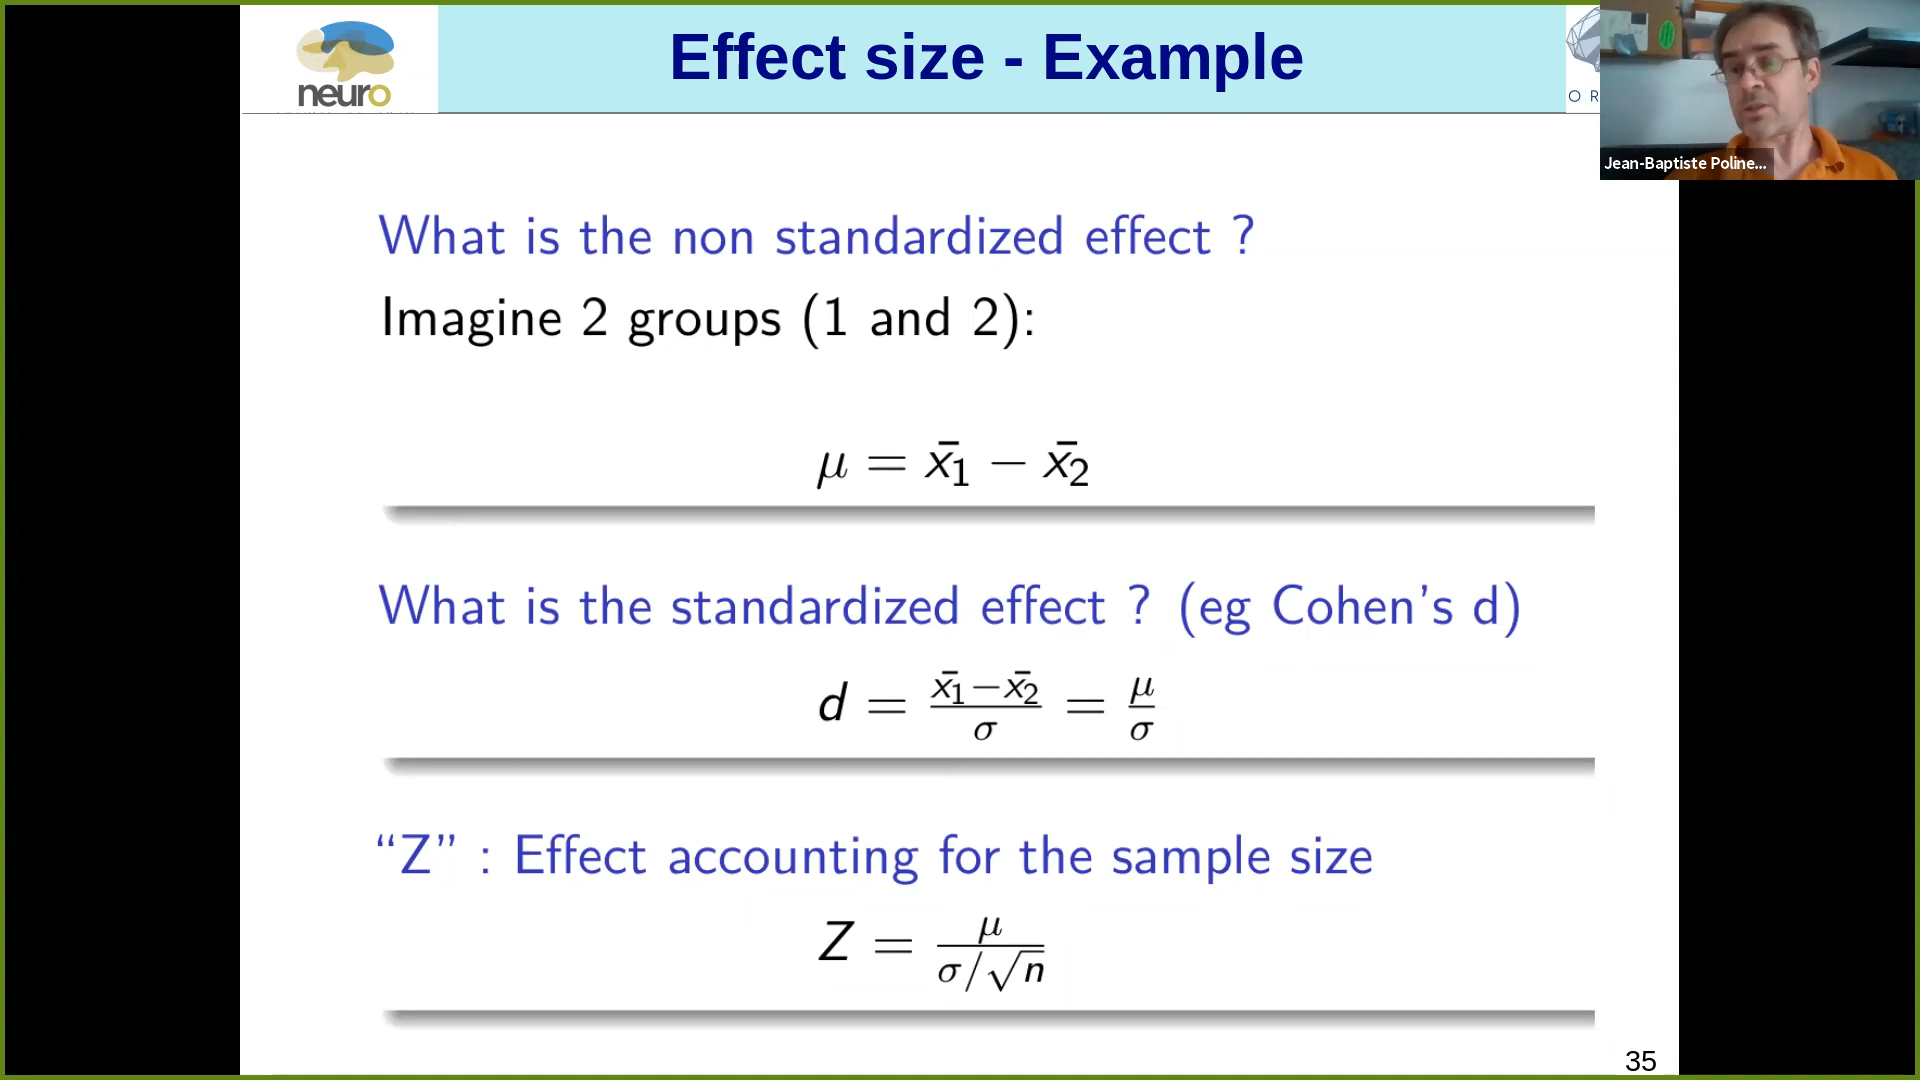 neuro
Effect size - Example
O R
Jean-Baptiste Poline...
What is the non standardized effect ?
Imagine 2 groups (1 and 2):
μ = x̄₁ − x̄₂
What is the standardized effect ? (eg Cohen's d)
d = (x̄₁−x̄₂)/σ = μ/σ
“Z” : Effect accounting for the sample size
Z = μ/(σ/√n)
35